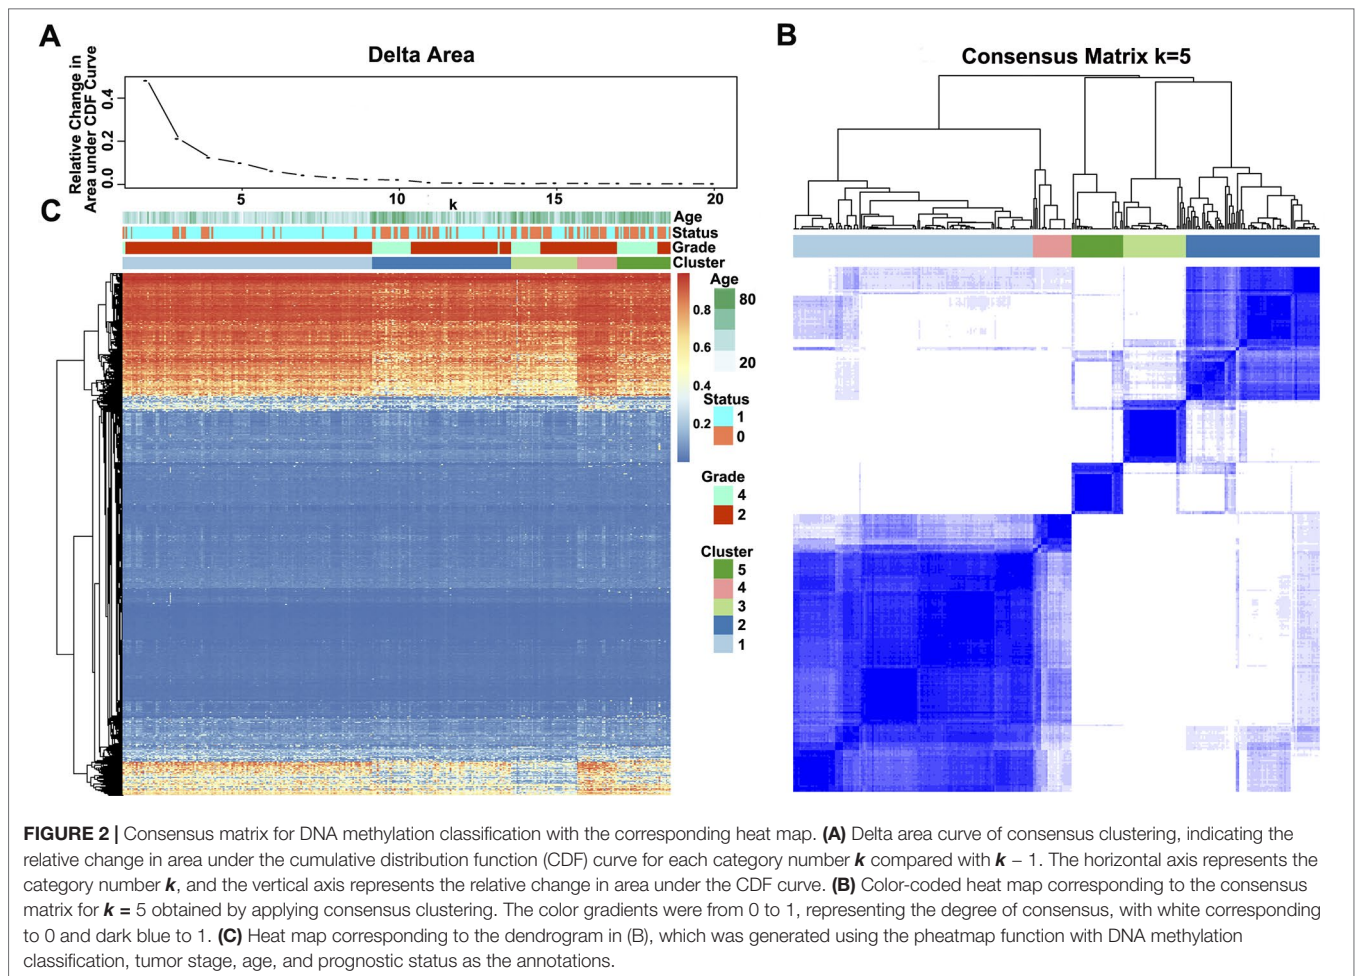 A
Delta Area
Relative Change in
Area under CDF Curve
0.4
0.2
0.0
5
10
15
20
k
B
Consensus Matrix k=5
C
Age
Status
Grade
Cluster
0.8
0.6
0.4
0.2
Age
80
20
Status
1
0
Grade
4
2
Cluster
5
4
3
2
1
FIGURE 2 | Consensus matrix for DNA methylation classification with the corresponding heat map. (A) Delta area curve of consensus clustering, indicating the
relative change in area under the cumulative distribution function (CDF) curve for each category number k compared with k − 1. The horizontal axis represents the
category number k, and the vertical axis represents the relative change in area under the CDF curve. (B) Color-coded heat map corresponding to the consensus
matrix for k = 5 obtained by applying consensus clustering. The color gradients were from 0 to 1, representing the degree of consensus, with white corresponding
to 0 and dark blue to 1. (C) Heat map corresponding to the dendrogram in (B), which was generated using the pheatmap function with DNA methylation
classification, tumor stage, age, and prognostic status as the annotations.